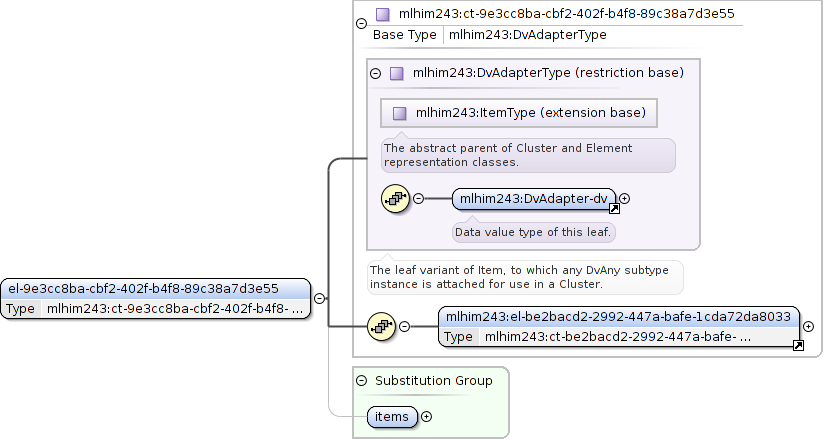 mlhim243:ct-9e3cc8ba-cbf2-402f-b4f8-89c38a7d3e55
Base Type mlhim243:DvAdapterType
mlhim243:DvAdapterType (restriction base)
mlhim243:ItemType (extension base)
The abstract parent of Cluster and Element
representation classes.
mlhim243:DvAdapter-dv
Data value type of this leaf.
The leaf variant of Item, to which any DvAny subtype
instance is attached for use in a Cluster.
el-9e3cc8ba-cbf2-402f-b4f8-89c38a7d3e55
Type mlhim243:ct-9e3cc8ba-cbf2-402f-b4f8- ...
mlhim243:el-be2bacd2-2992-447a-bafe-1cda72da8033
Type mlhim243:ct-be2bacd2-2992-447a-bafe- ...
Substitution Group
items